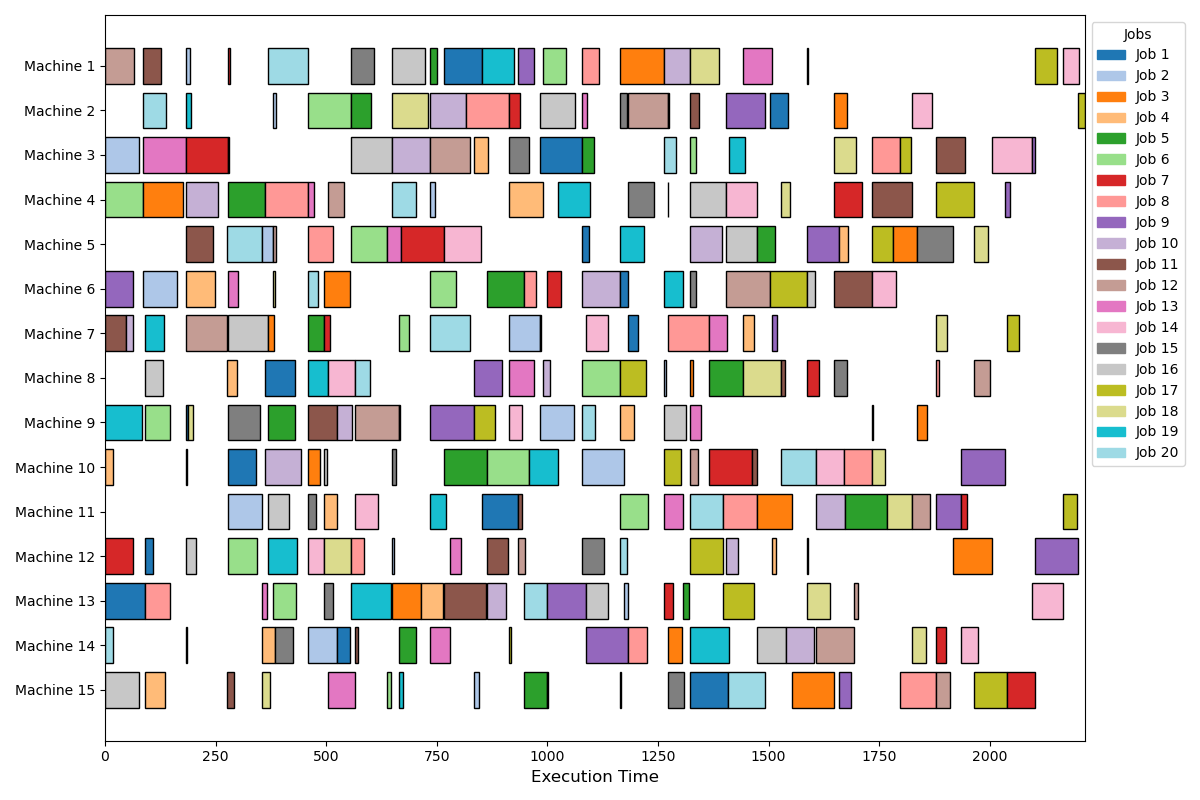 Machine 1
Machine 2
Machine 3
Machine 4
Machine 5
Machine 6
Machine 7
Machine 8
Machine 9
Machine 10
Machine 11
Machine 12
Machine 13
Machine 14
Machine 15
0 250 500 750 1000 1250 1500 1750 2000
Execution Time
Jobs
Job 1
Job 2
Job 3
Job 4
Job 5
Job 6
Job 7
Job 8
Job 9
Job 10
Job 11
Job 12
Job 13
Job 14
Job 15
Job 16
Job 17
Job 18
Job 19
Job 20